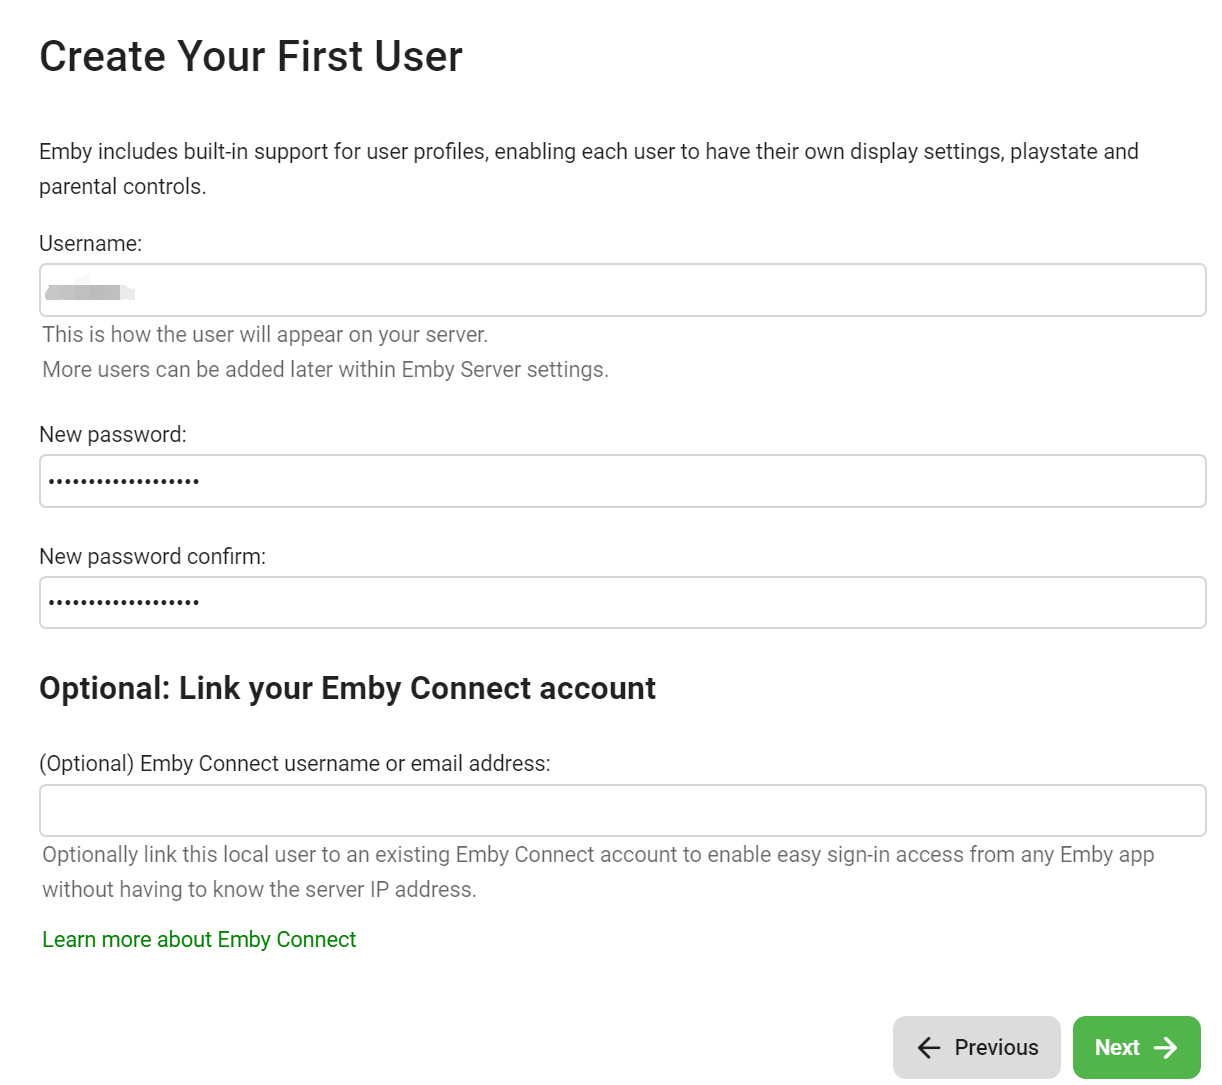 Create Your First User
Emby includes built-in support for user profiles, enabling each user to have their own display settings, playstate and
parental controls.
Username:
This is how the user will appear on your server.
More users can be added later within Emby Server settings.
New password:
•••••••••••••••••••
New password confirm:
•••••••••••••••••••
Optional: Link your Emby Connect account
(Optional) Emby Connect username or email address:
Optionally link this local user to an existing Emby Connect account to enable easy sign-in access from any Emby app
without having to know the server IP address.
Learn more about Emby Connect
← Previous
Next →